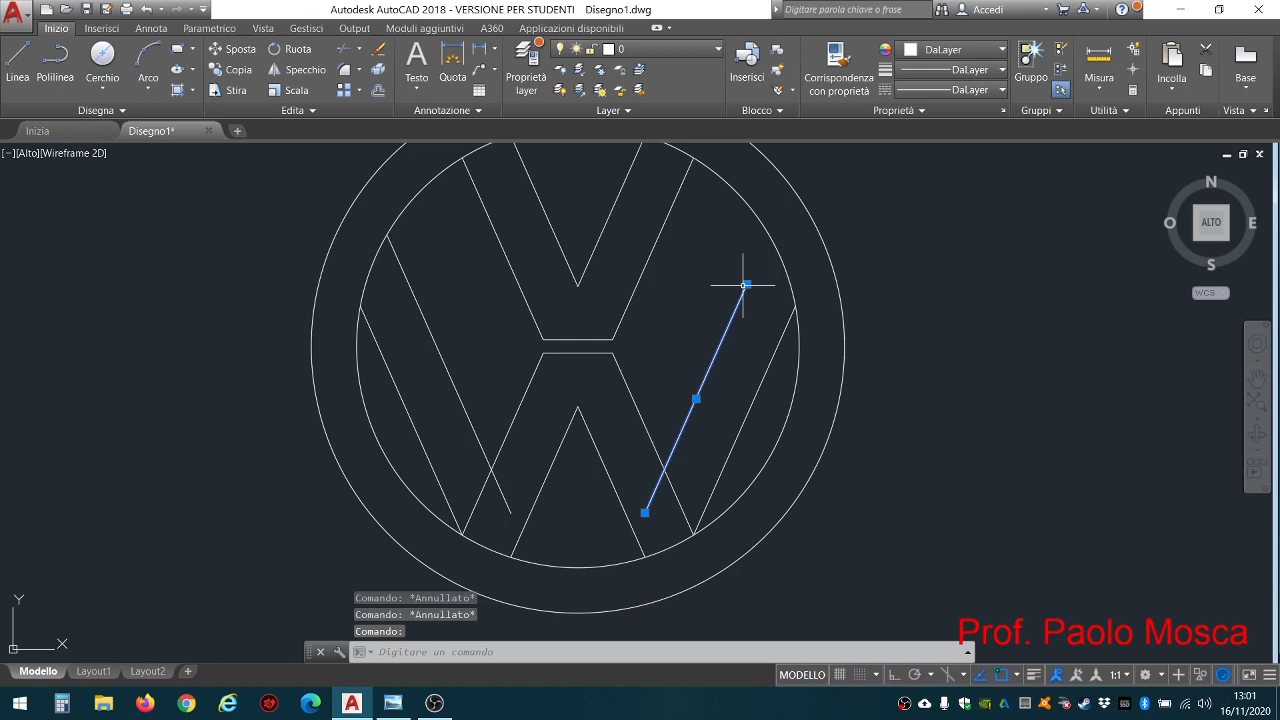 Autodesk AutoCAD 2018 - VERSIONE PER STUDENTI Disegno1.dwg
Digitare parola chiave o frase
Accedi
Inizio Inserisci Annota Parametrico Vista Gestisci Output Moduli aggiuntivi A360 Applicazioni disponibili
Linea Polilinea Cerchio Arco
Sposta Ruota
Copia Specchio
Stira Scala
Testo Quota
Proprietà layer
0
Inserisci
Corrispondenza con proprietà
DaLayer
DaLayer
DaLayer
Gruppo
Misura
Incolla
Base
Disegna Edita Annotazione Layer Blocco Proprietà Gruppi Utilità Appunti Vista
Inizia Disegno1*
[−][Alto][Wireframe 2D]
N
O ALTO E
S
WCS
Comando: *Annullato*
Comando: *Annullato*
Comando:
Digitare un comando
Prof. Paolo Mosca
Y
X
Modello Layout1 Layout2
MODELLO
1:1
13:01
16/11/2020